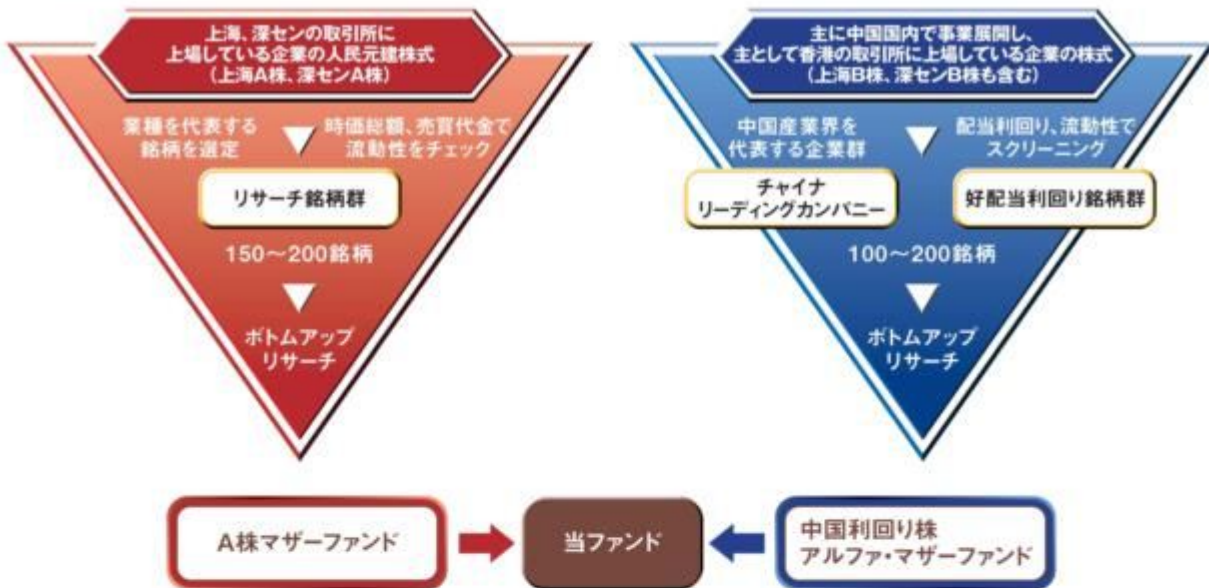 上海、深センの取引所に
上場している企業の人民元建株式
(上海A株、深センA株)
業種を代表する
銘柄を選定
時価総額、売買代金で
流動性をチェック
リサーチ銘柄群
150〜200銘柄
ボトムアップ
リサーチ
主に中国国内で事業展開し、
主として香港の取引所に上場している企業の株式
(上海B株、深センB株も含む)
中国産業界を
代表する企業群
配当利回り、流動性で
スクリーニング
チャイナ
リーディングカンパニー
好配当利回り銘柄群
100〜200銘柄
ボトムアップ
リサーチ
A株マザーファンド
当ファンド
中国利回り株
アルファ・マザーファンド